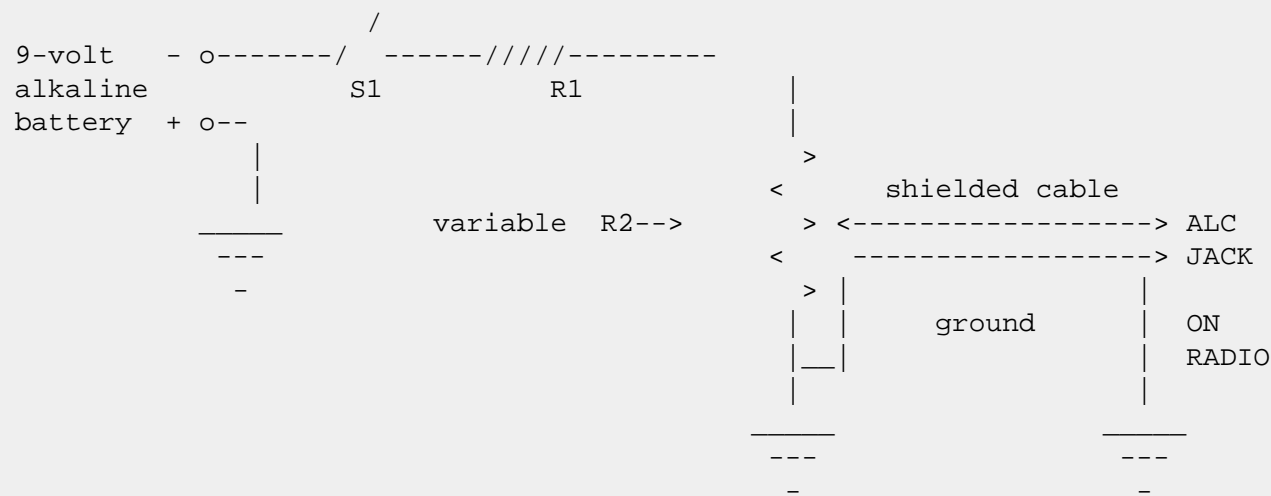 9-volt - o-------/ ------/////---------
alkaline S1 R1
battery + o--
shielded cable
variable R2--> > <------------------> ALC
------------------> JACK
ground ON
RADIO